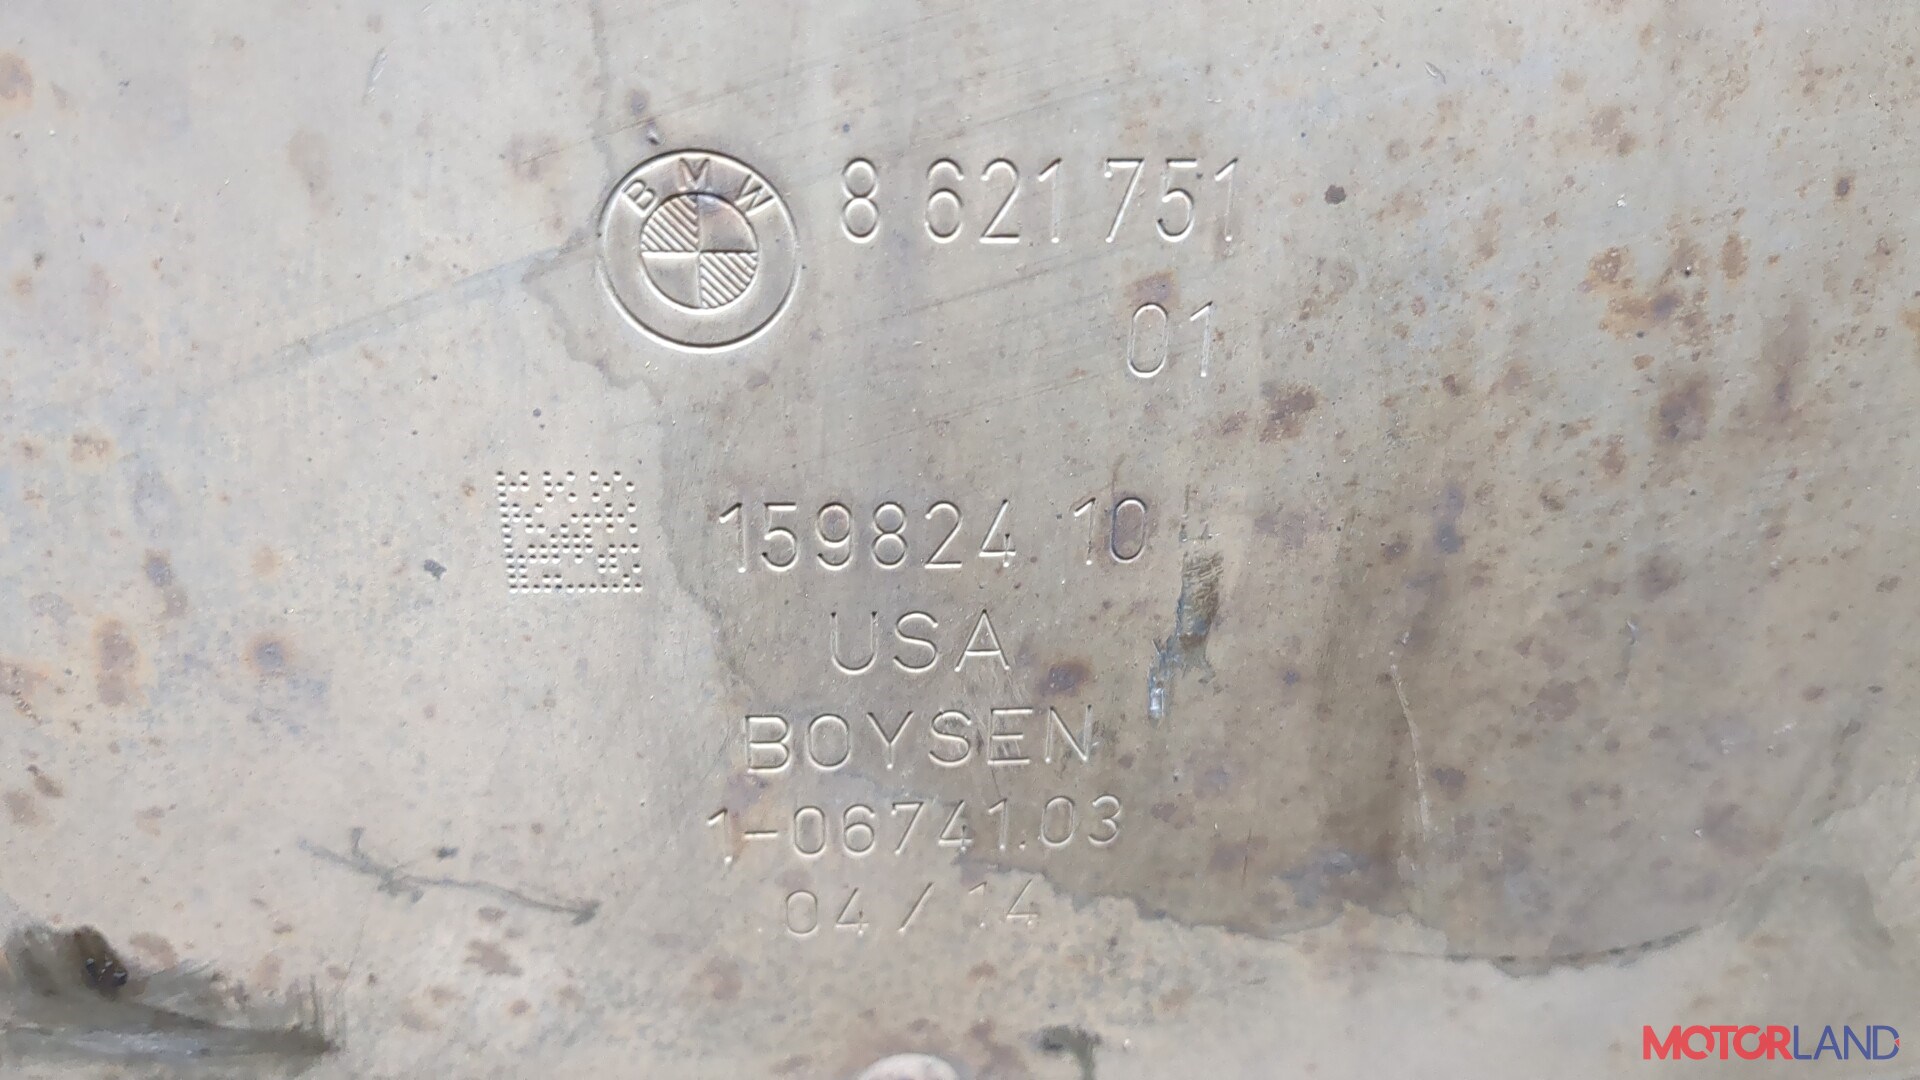 BMW 8 621 751
01
159824 10
USA
BOYSEN
1-06741.03
04/14
MOTORLAND